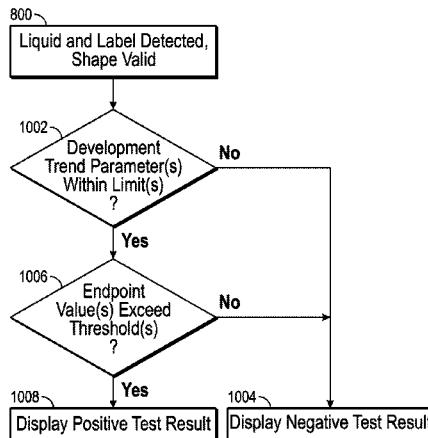 800
Liquid and Label Detected,
Shape Valid
1002
Development
Trend Parameter(s)
Within Limit(s)
?
No
Yes
1006
Endpoint
Value(s) Exceed
Threshold(s)
?
No
Yes
1008
Display Positive Test Result
1004
Display Negative Test Result